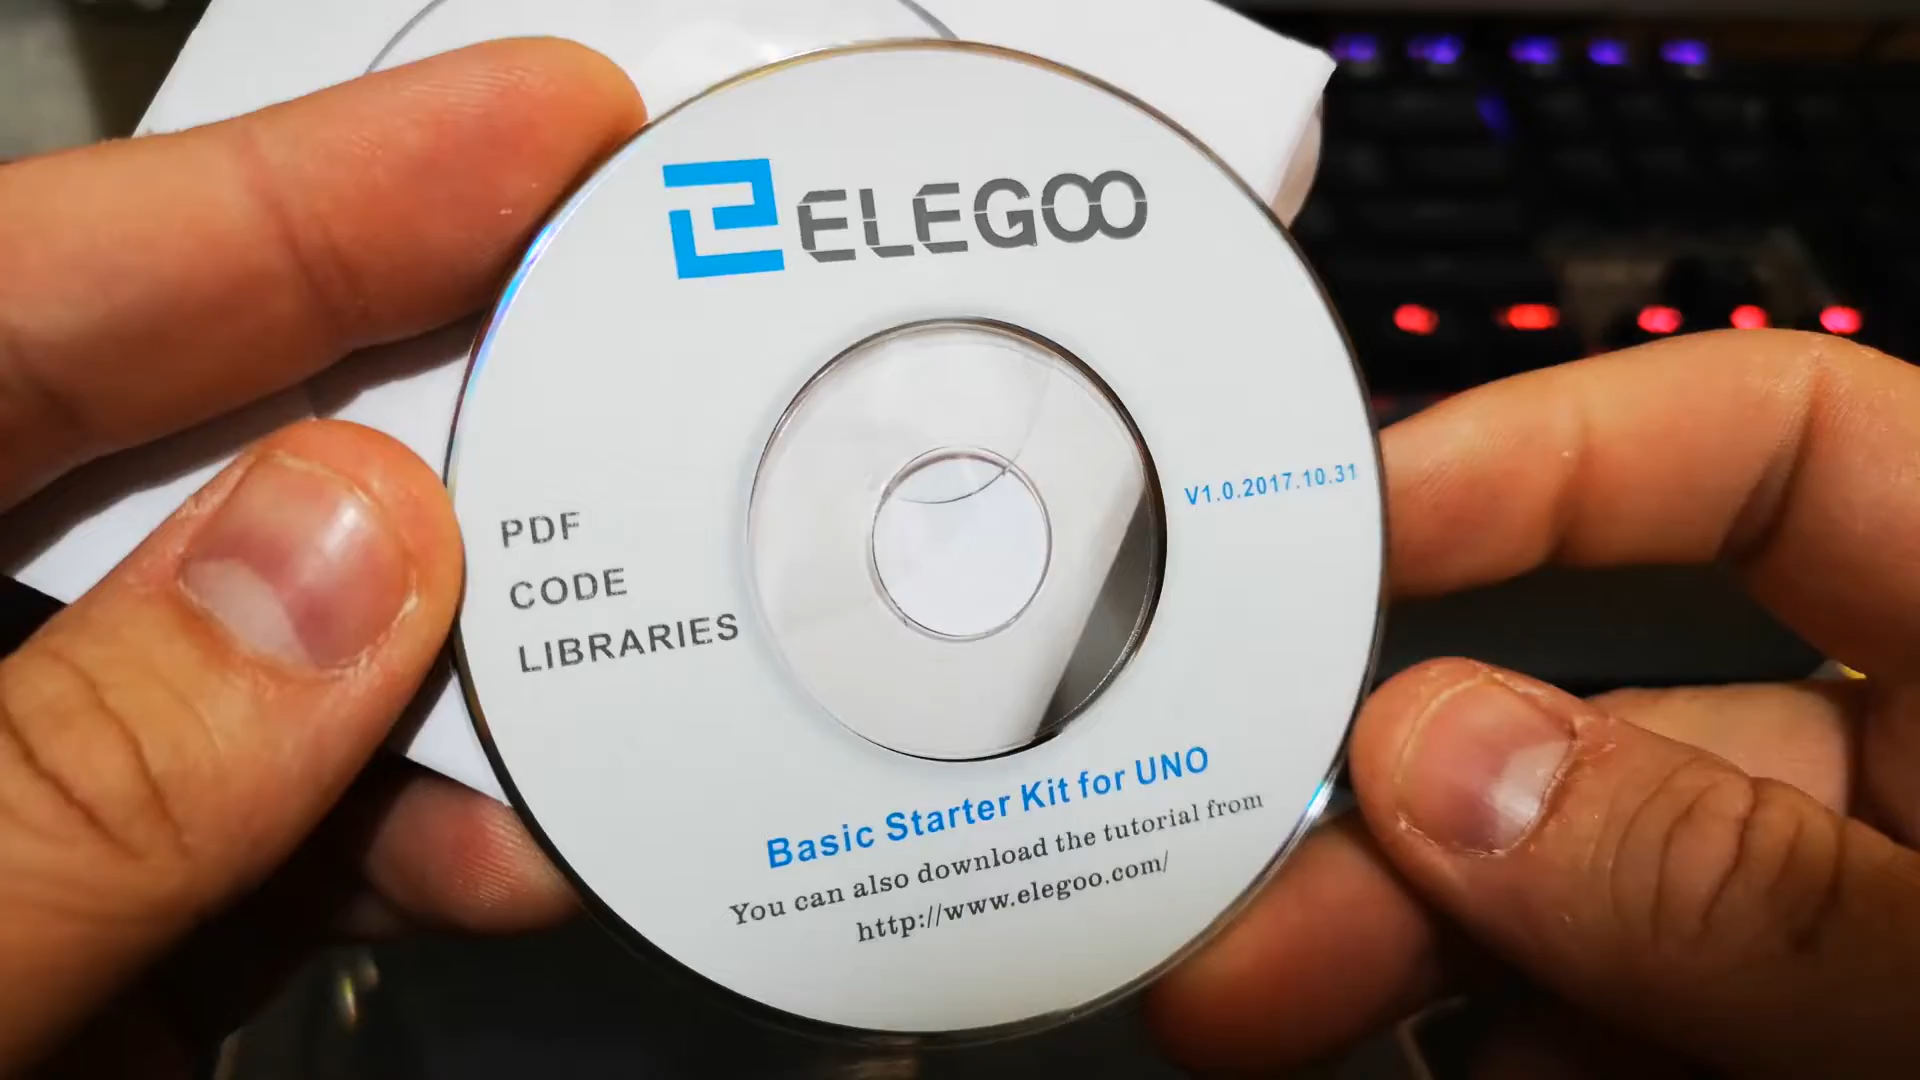 ELEGOO
PDF
CODE
LIBRARIES
V1.0.2017.10.31
Basic Starter Kit for UNO
You can also download the tutorial from
http://www.elegoo.com/